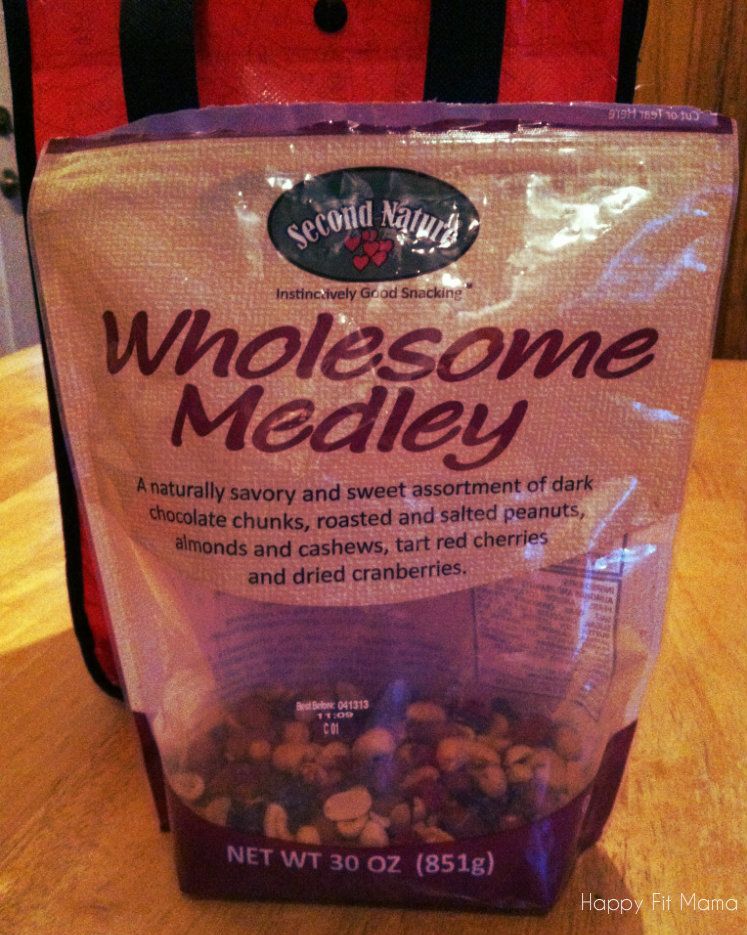 Cut or Tear Here
Second Nature
Instinctively Good Snacking
Wholesome
Medley
A naturally savory and sweet assortment of dark
chocolate chunks, roasted and salted peanuts,
almonds and cashews, tart red cherries
and dried cranberries.
Best Before: 041313
11:09
C 01
NET WT 30 OZ (851g)
Happy Fit Mama